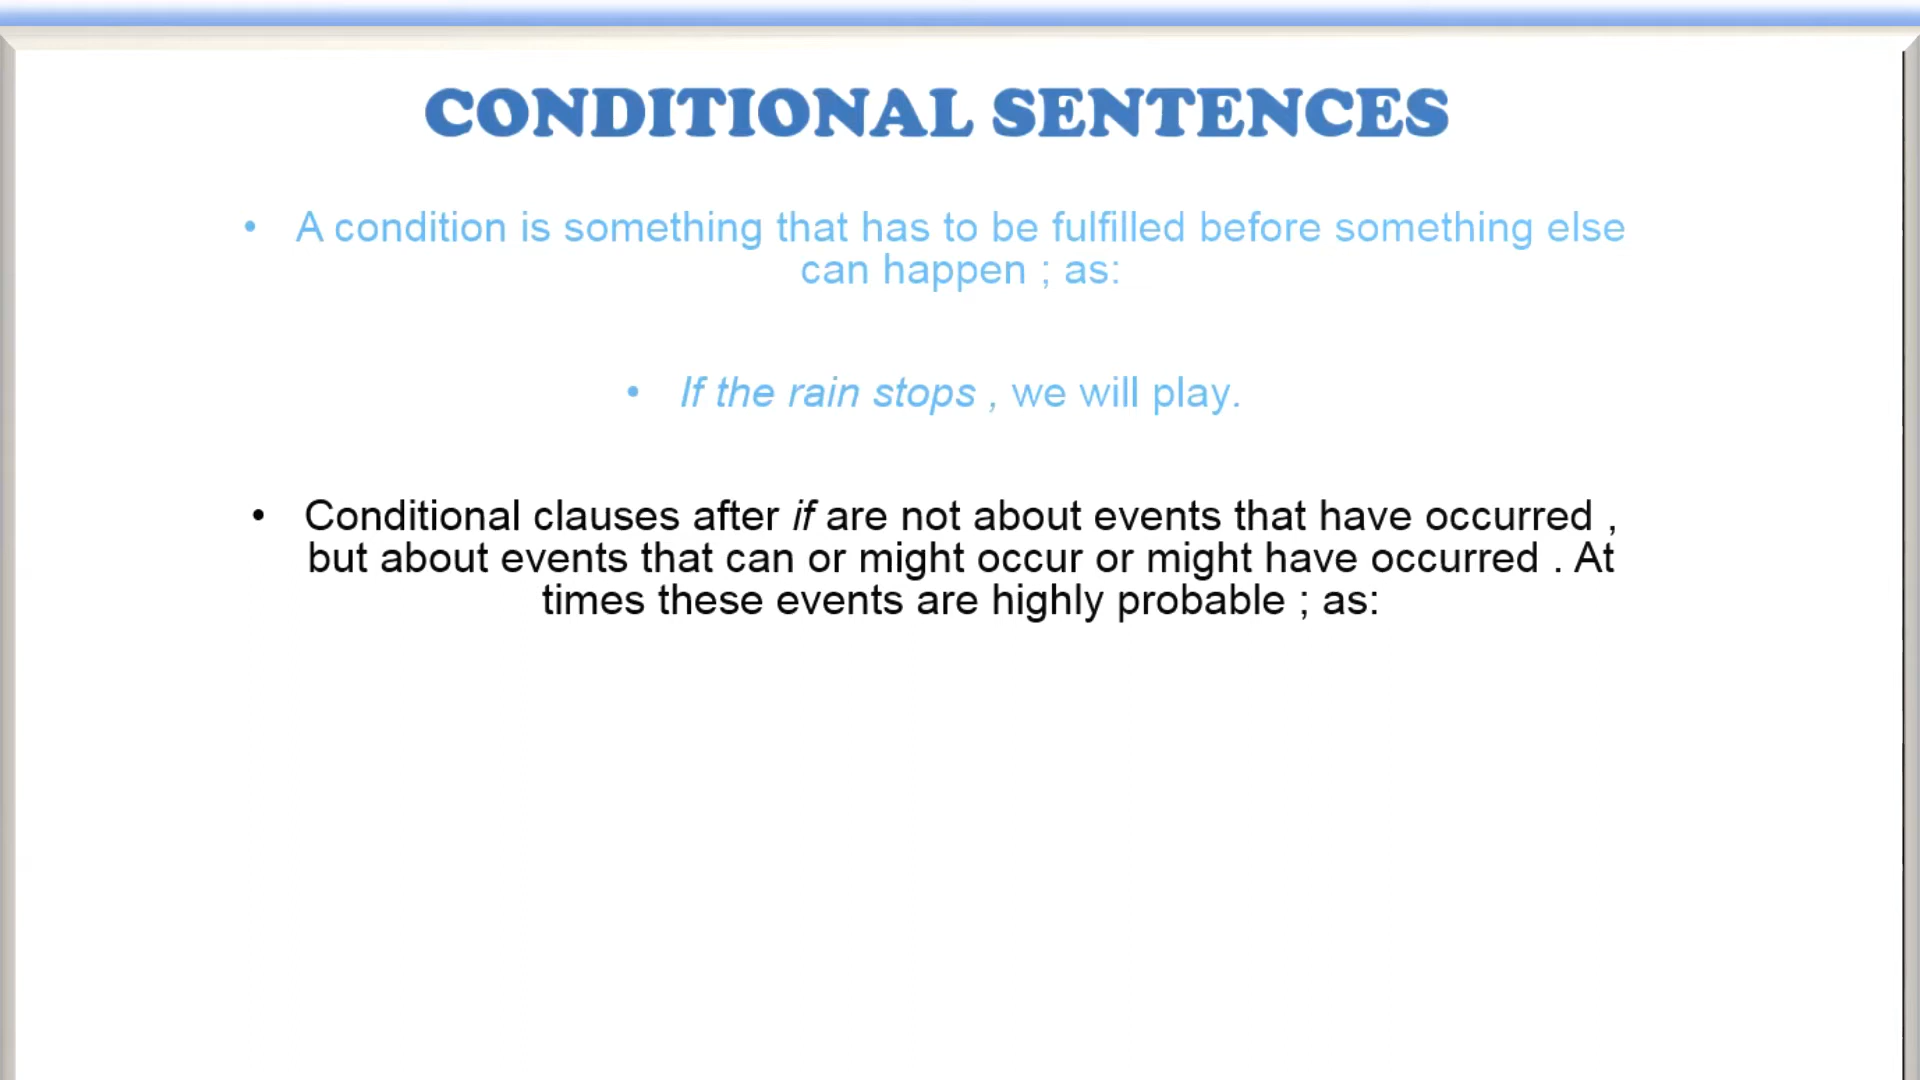 CONDITIONAL SENTENCES
• A condition is something that has to be fulfilled before something else
can happen ; as:
• If the rain stops , we will play.
• Conditional clauses after if are not about events that have occurred ,
but about events that can or might occur or might have occurred . At
times these events are highly probable ; as: